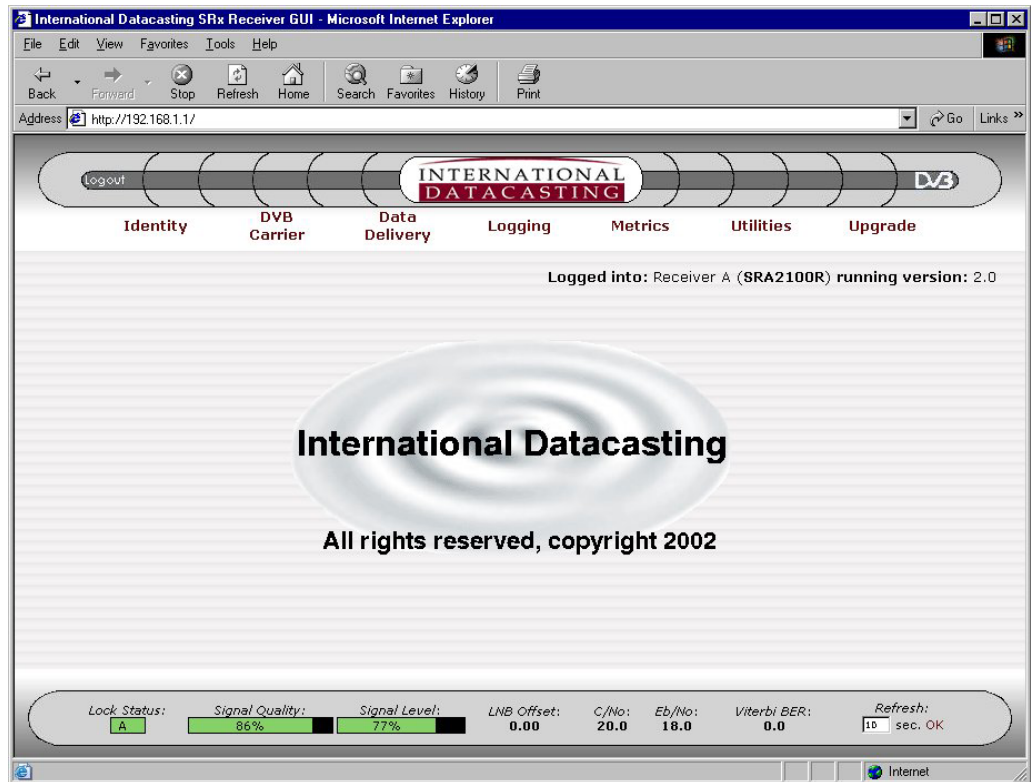 International Datacasting SRx Receiver GUI - Microsoft Internet Explorer
File Edit View Favorites Tools Help
Back Forward Stop Refresh Home Search Favorites History Print
Address http://192.168.1.1/ Go Links »
Logout INTERNATIONAL DATACASTING DVB
Identity DVB Carrier Data Delivery Logging Metrics Utilities Upgrade
Logged into: Receiver A (SRA2100R) running version: 2.0
International Datacasting
All rights reserved, copyright 2002
Lock Status: Signal Quality: Signal Level: LNB Offset: C/No: Eb/No: Viterbi BER: Refresh:
A 86% 77% 0.00 20.0 18.0 0.0 10 sec. OK
Internet